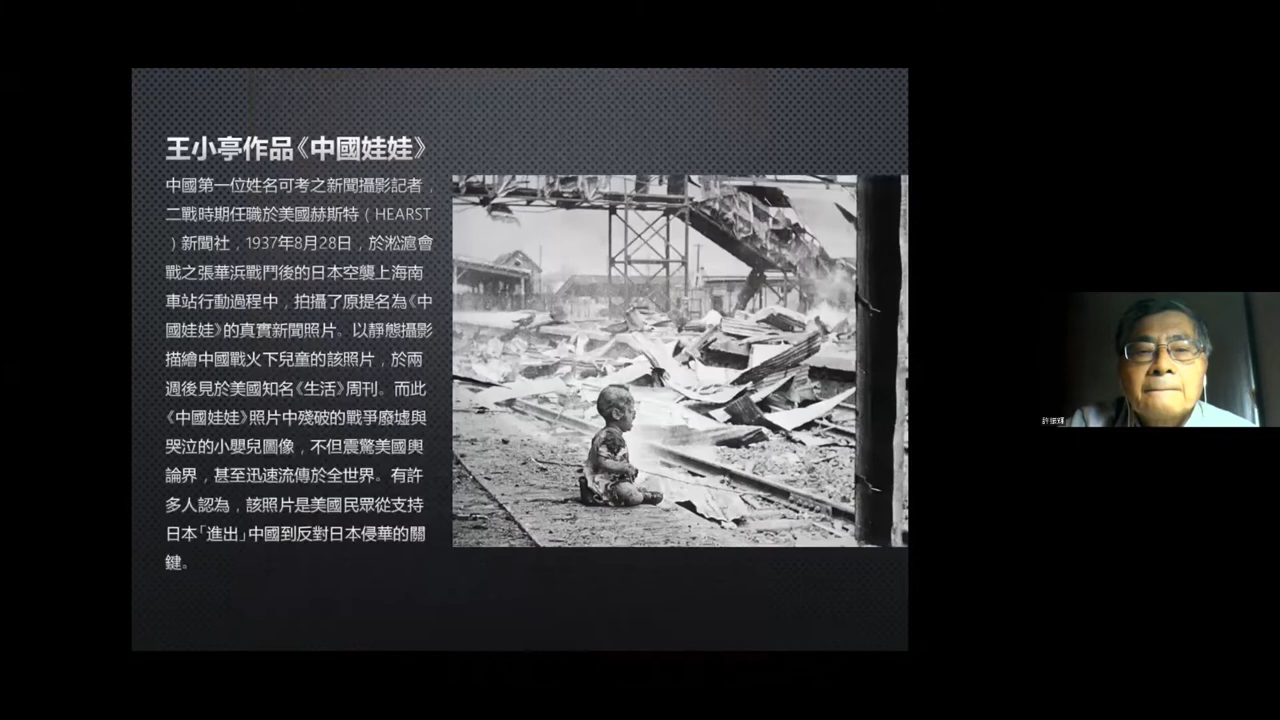 王小亭作品《中國娃娃》
中國第一位姓名可考之新聞攝影記者，
二戰時期任職於美國赫斯特（HEARST
）新聞社，1937年8月28日，於淞滬會
戰之張華浜戰鬥後的日本空襲上海南
車站行動過程中，拍攝了原提名為《中
國娃娃》的真實新聞照片。以靜態攝影
描繪中國戰火下兒童的該照片，於兩
週後見於美國知名《生活》周刊。而此
《中國娃娃》照片中殘破的戰爭廢墟與
哭泣的小嬰兒圖像，不但震驚美國輿
論界，甚至迅速流傳於全世界。有許
多人認為，該照片是美國民眾從支持
日本「進出」中國到反對日本侵華的關
鍵。